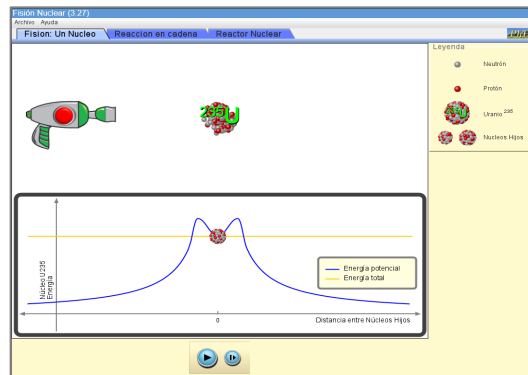 Fisión Nuclear (3.27)
Archivo Ayuda
Fision: Un Nucleo Reaccion en cadena Reactor Nuclear
Leyenda
Neutrón
Protón
Uranio 235
Nucleos Hijos
235U
235U
Núcleo U235
Energía
Energía potencial
Energía total
0
Distancia entre Núcleos Hijos